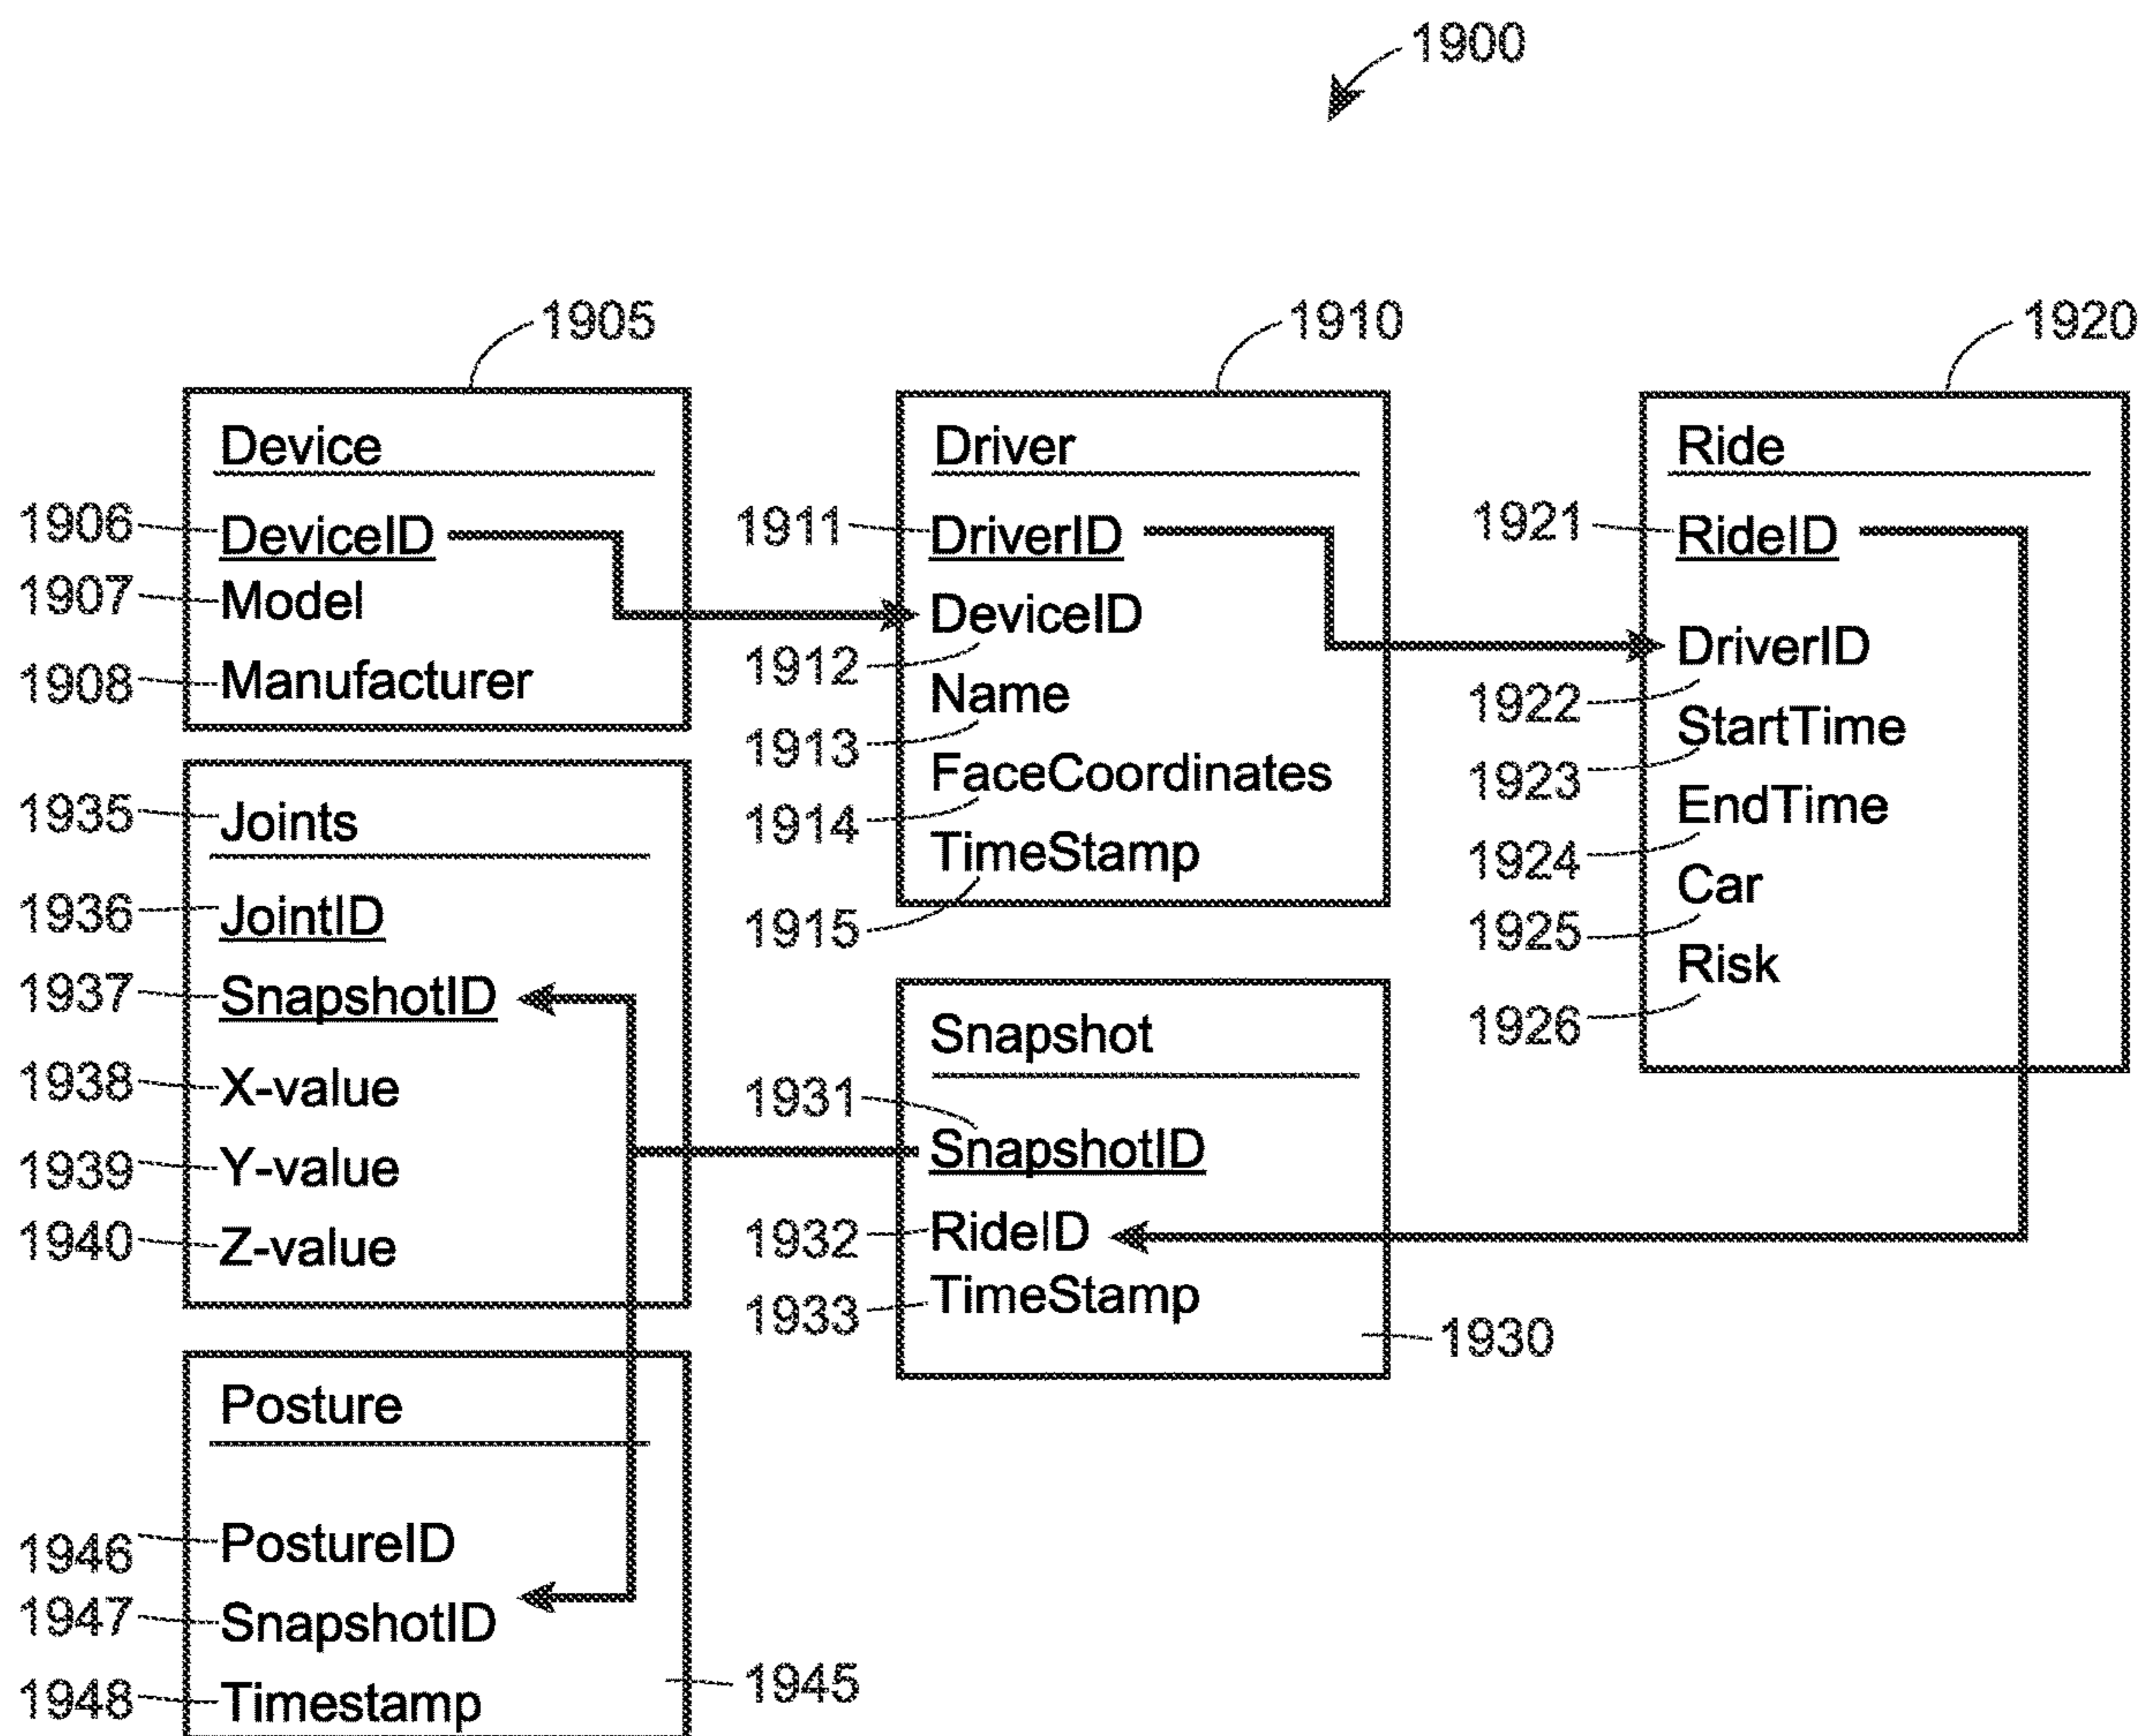 1900
1905
Device
1906 DeviceID
1907 Model
1908 Manufacturer
1910
Driver
1911 DriverID
DeviceID
1912
Name
1913
FaceCoordinates
1914
TimeStamp
1915
1920
Ride
1921 RideID
DriverID
1922
StartTime
1923
EndTime
1924
Car
1925
Risk
1926
1935 Joints
1936 JointID
1937 SnapshotID
1938 X-value
1939 Y-value
1940 Z-value
Snapshot
1931
SnapshotID
1932 RideID
1933 TimeStamp
1930
Posture
1946 PostureID
1947 SnapshotID
1948 Timestamp
1945